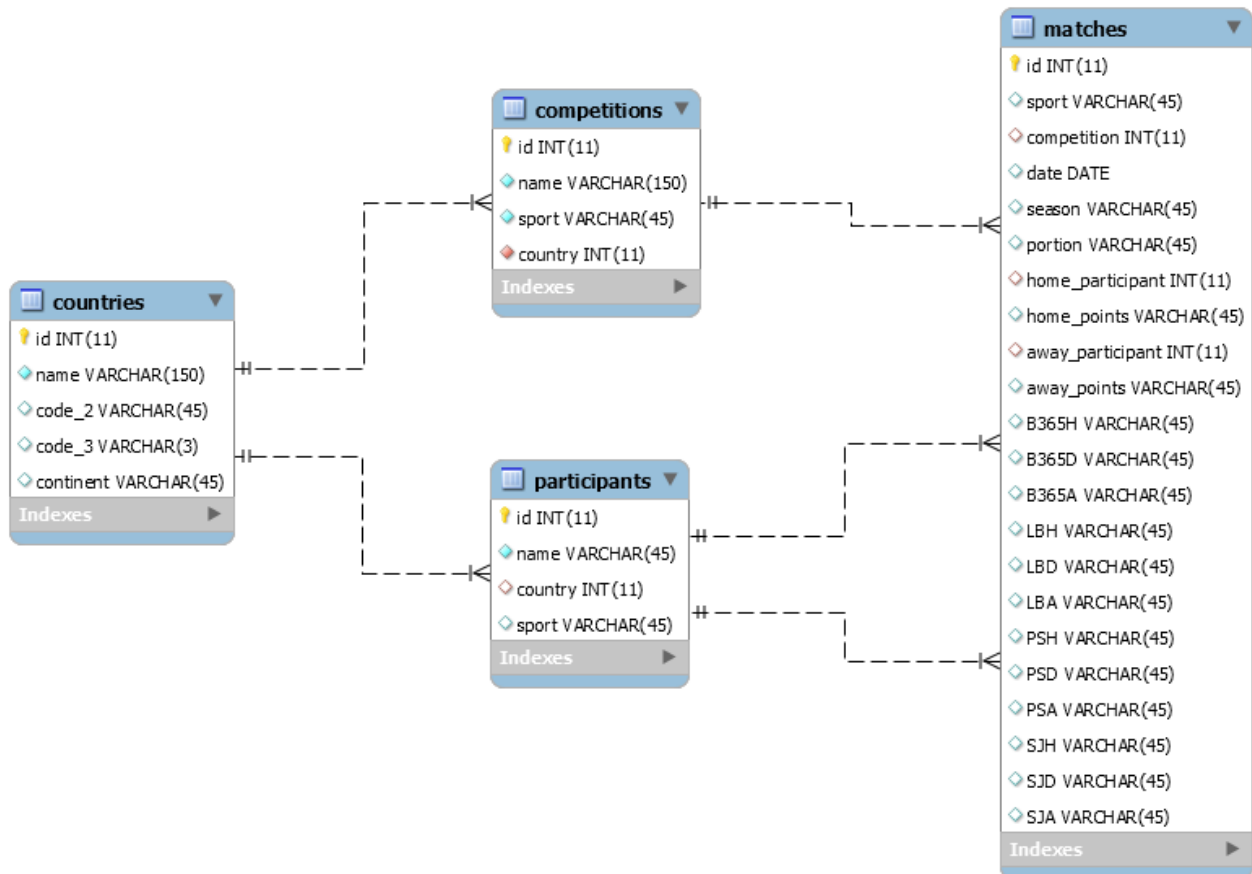 countries
id INT(11)
name VARCHAR(150)
code_2 VARCHAR(45)
code_3 VARCHAR(3)
continent VARCHAR(45)
Indexes
competitions
id INT(11)
name VARCHAR(150)
sport VARCHAR(45)
country INT(11)
Indexes
participants
id INT(11)
name VARCHAR(45)
country INT(11)
sport VARCHAR(45)
Indexes
matches
id INT(11)
sport VARCHAR(45)
competition INT(11)
date DATE
season VARCHAR(45)
portion VARCHAR(45)
home_participant INT(11)
home_points VARCHAR(45)
away_participant INT(11)
away_points VARCHAR(45)
B365H VARCHAR(45)
B365D VARCHAR(45)
B365A VARCHAR(45)
LBH VARCHAR(45)
LBD VARCHAR(45)
LBA VARCHAR(45)
PSH VARCHAR(45)
PSD VARCHAR(45)
PSA VARCHAR(45)
SJH VARCHAR(45)
SJD VARCHAR(45)
SJA VARCHAR(45)
Indexes